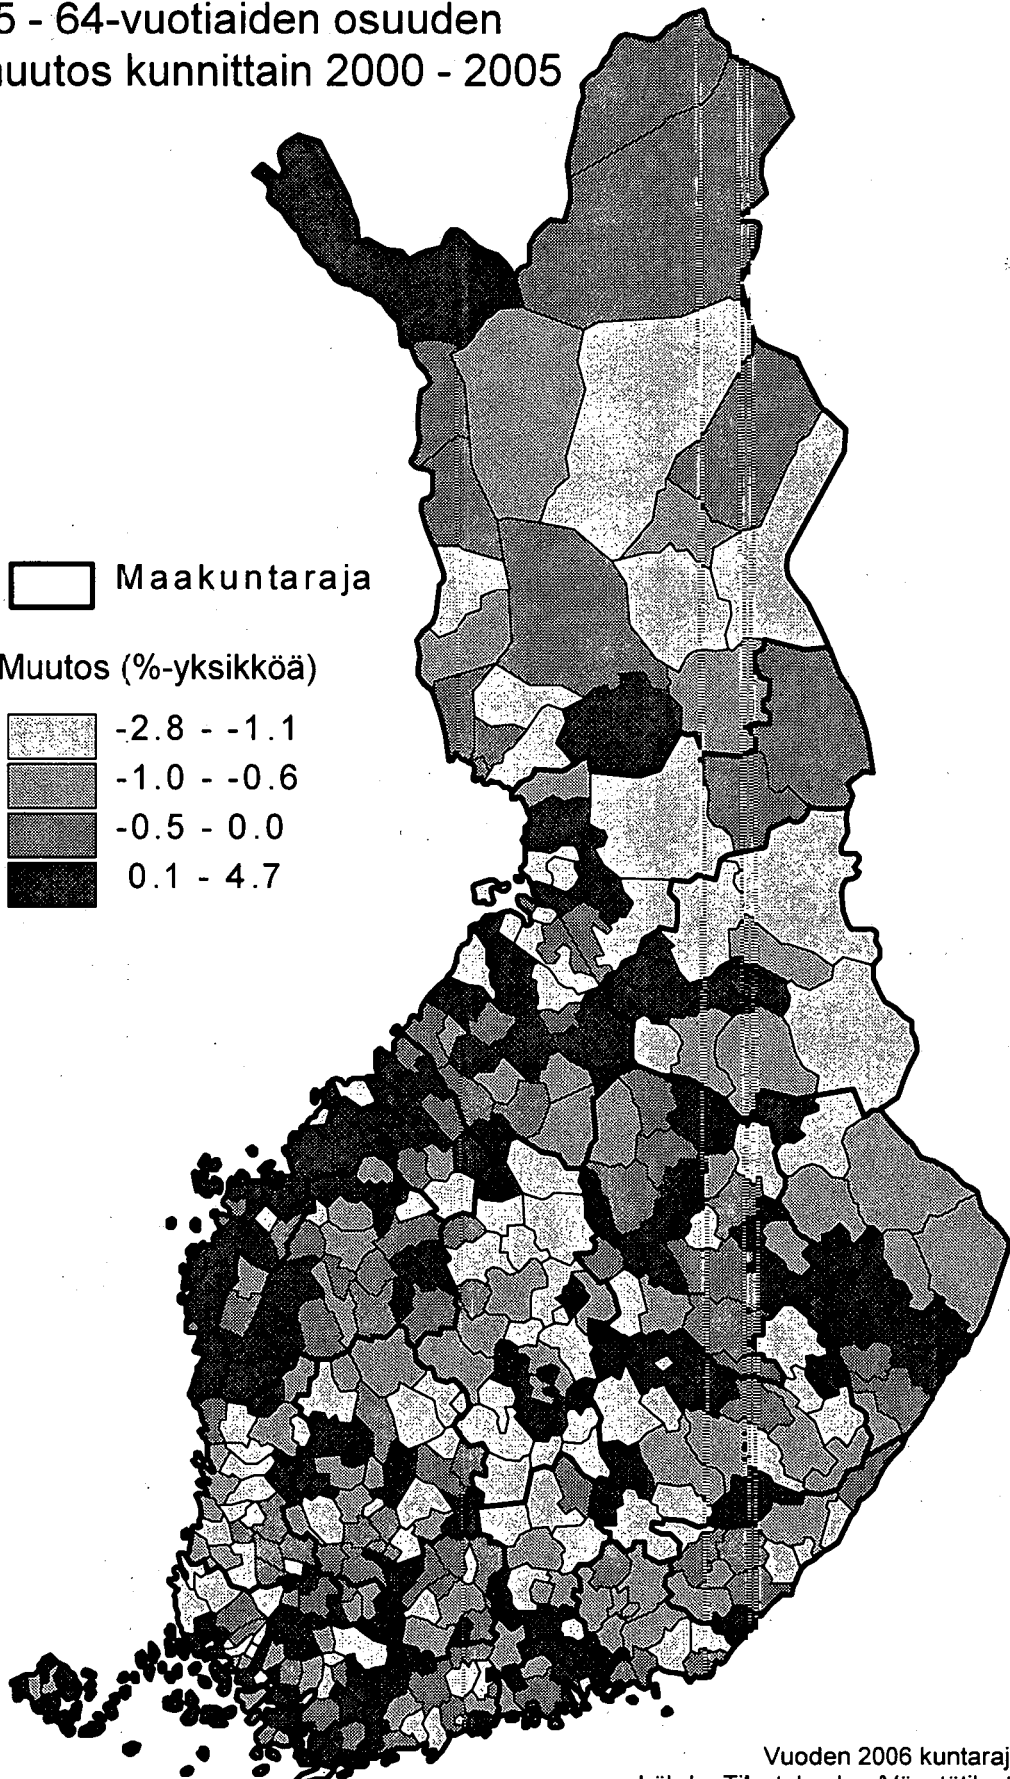 5 - 64-vuotiaiden osuuden
uutos kunnittain 2000 - 2005
Maakuntaraja
Muutos (%-yksikköä)
-2.8 - -1.1
-1.0 - -0.6
-0.5 - 0.0
0.1 - 4.7
Vuoden 2006 kuntaraj